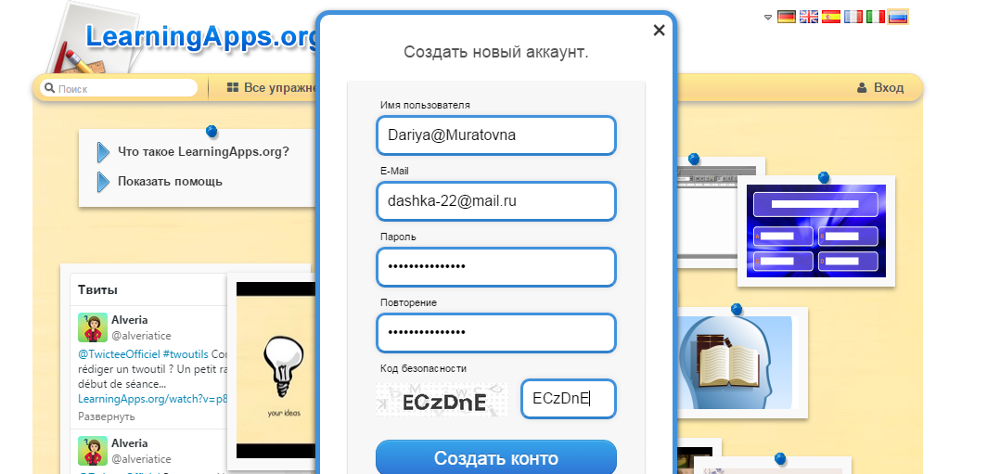 LearningApps.org
Поиск
Все упражне
Вход
Что такое LearningApps.org?
Показать помощь
Создать новый аккаунт.
Имя пользователя
Dariya@Muratovna
E-Mail
dashka-22@mail.ru
Пароль
•••••••••••••••
Повторение
•••••••••••••••
Код безопасности
ECzDnE
ECzDnE
Создать конто
Твиты
Alveria
@alveriatice
@TwicteeOfficiel #twoutils Co
rédiger un twoutil ? Un petit ra
début de séance...
LearningApps.org/watch?v=p8
Развернуть
Alveria
@alveriatice
your ideas